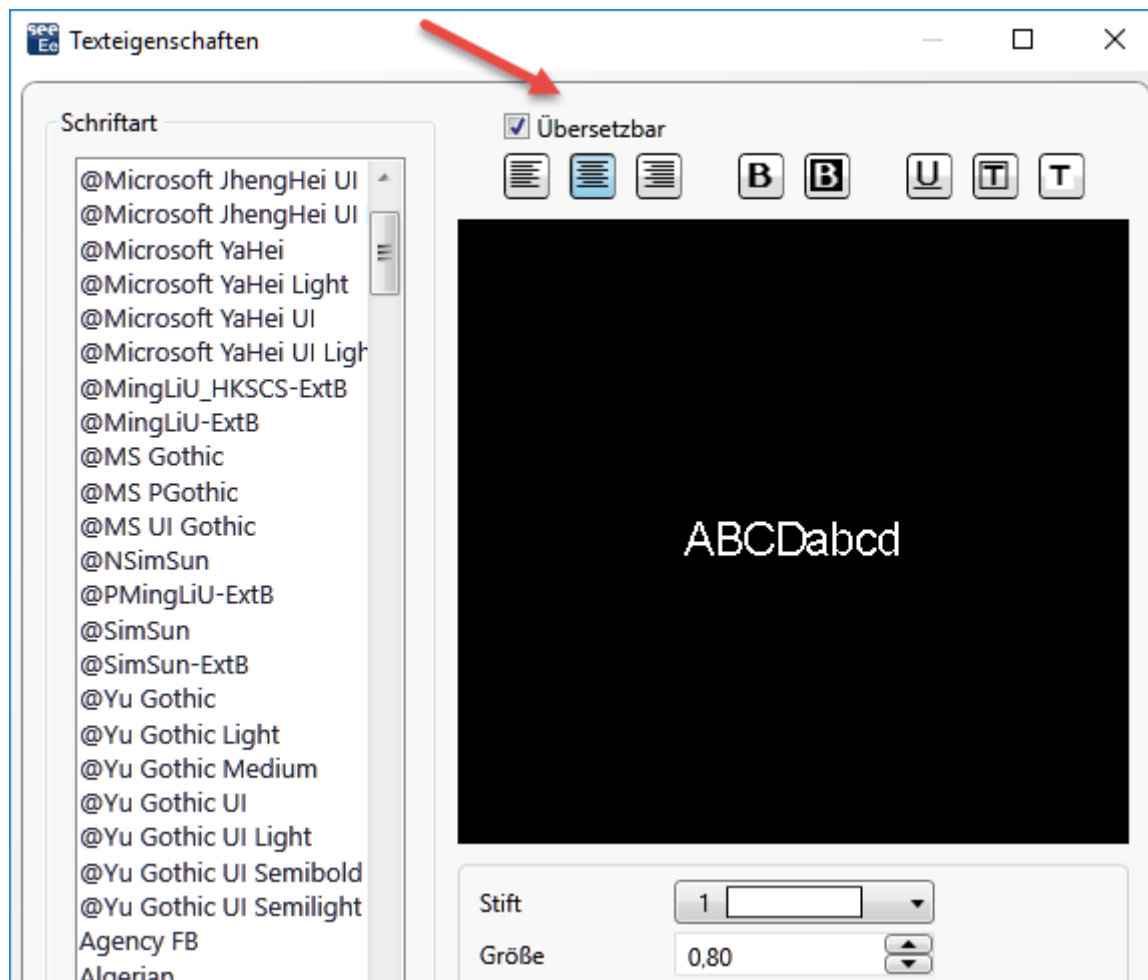 see
Ee
Texteigenschaften
Schriftart
@Microsoft JhengHei UI
@Microsoft JhengHei UI
@Microsoft YaHei
@Microsoft YaHei Light
@Microsoft YaHei UI
@Microsoft YaHei UI Ligh
@MingLiU_HKSCS-ExtB
@MingLiU-ExtB
@MS Gothic
@MS PGothic
@MS UI Gothic
@NSimSun
@PMingLiU-ExtB
@SimSun
@SimSun-ExtB
@Yu Gothic
@Yu Gothic Light
@Yu Gothic Medium
@Yu Gothic UI
@Yu Gothic UI Light
@Yu Gothic UI Semibold
@Yu Gothic UI Semilight
Agency FB
Algerian
Übersetzbar
B B U T T
ABCDabcd
Stift 1
Größe 0,80